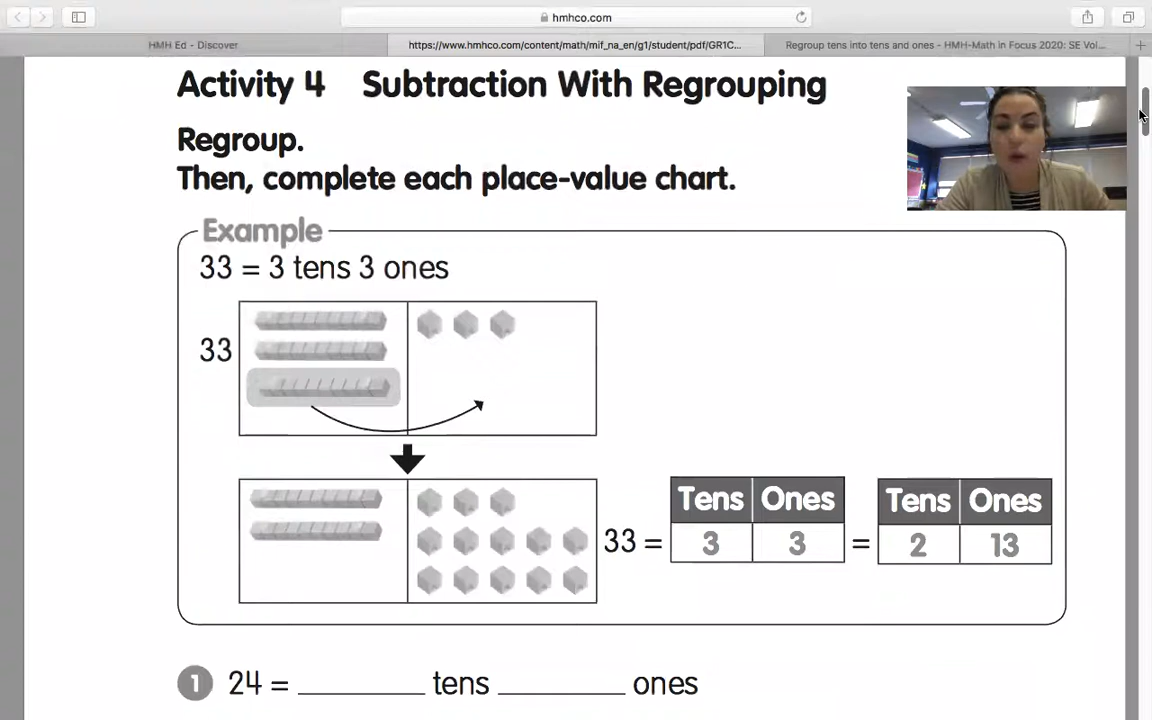 hmhco.com
HMH Ed - Discover
https://www.hmhco.com/content/math/mif_na_en/g1/student/pdf/GR1C...
Regroup tens into tens and ones - HMH-Math in Focus 2020: SE Vol...
Activity 4 Subtraction With Regrouping
Regroup.
Then, complete each place-value chart.
Example
33 = 3 tens 3 ones
33
Tens Ones
Tens Ones
33 = 3 3 = 2 13
1 24 = ________ tens ________ ones